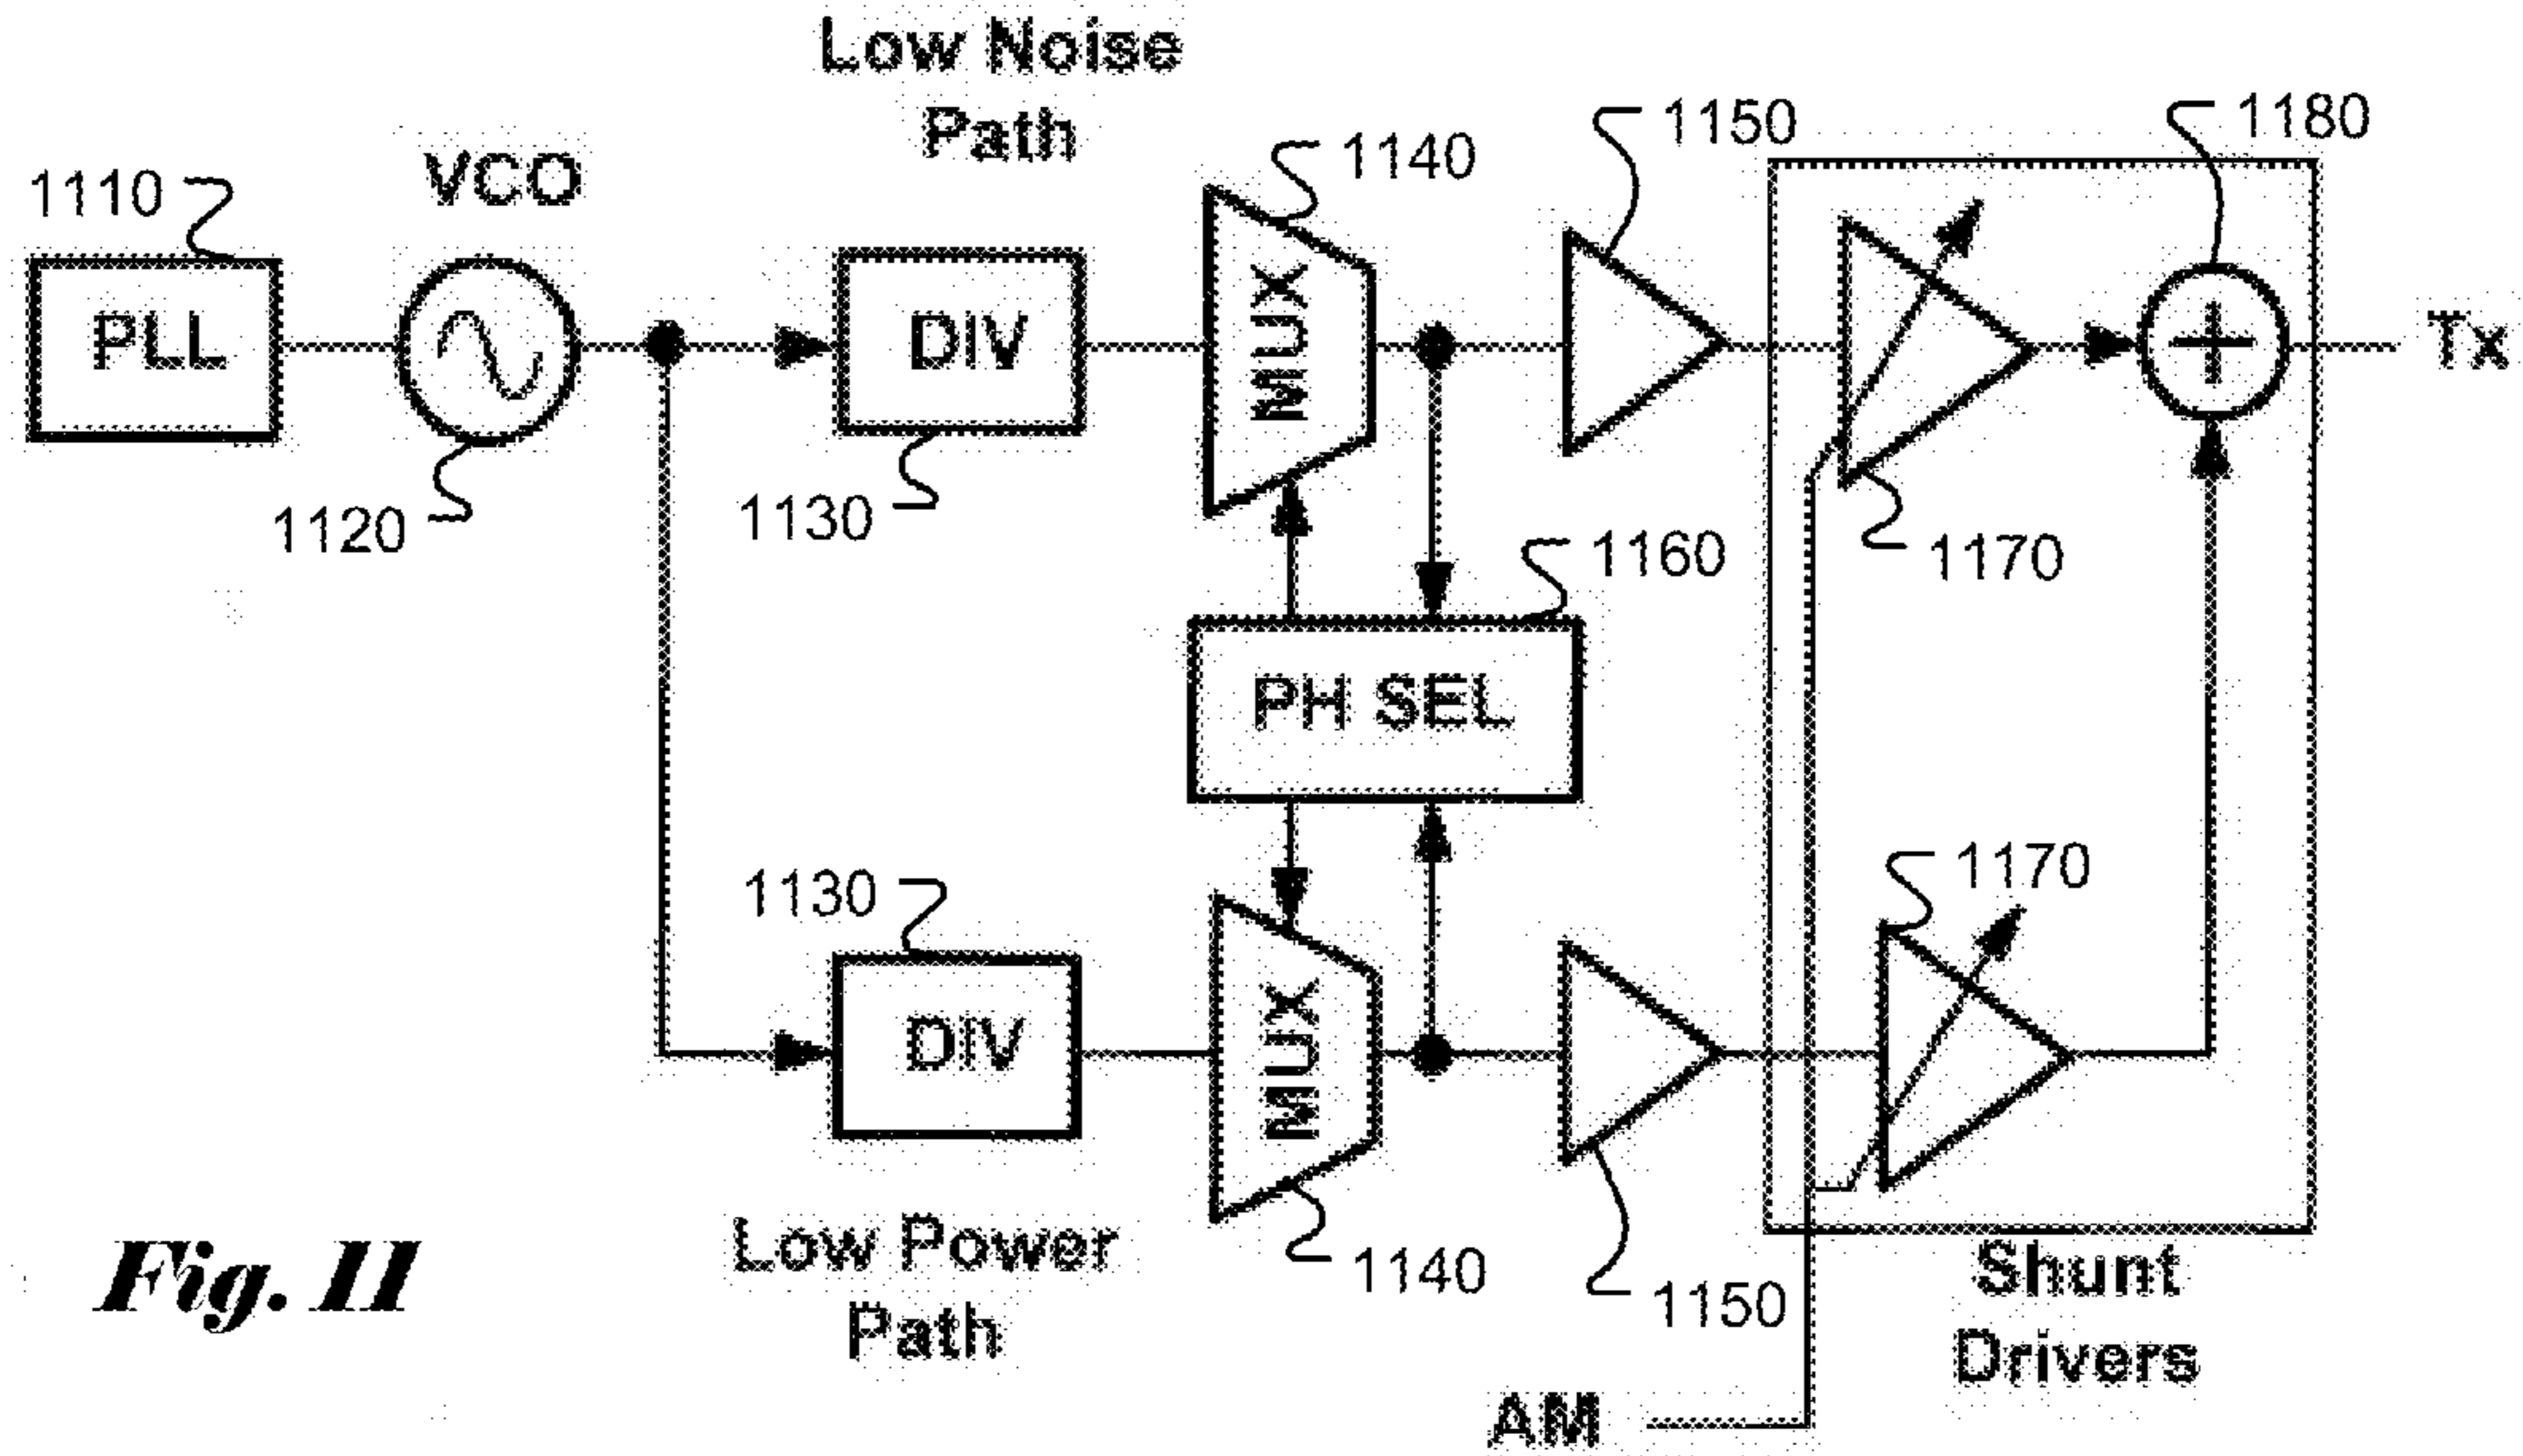 Low Noise
Path
1110
VCO
1140
1150
1180
PLL
DIV
MUX
Tx
1120
1130
1160
1170
PH SEL
1130
1170
DIV
MUX
Low Power
Path
1140
1150
Shunt
Drivers
AM
Fig. 11